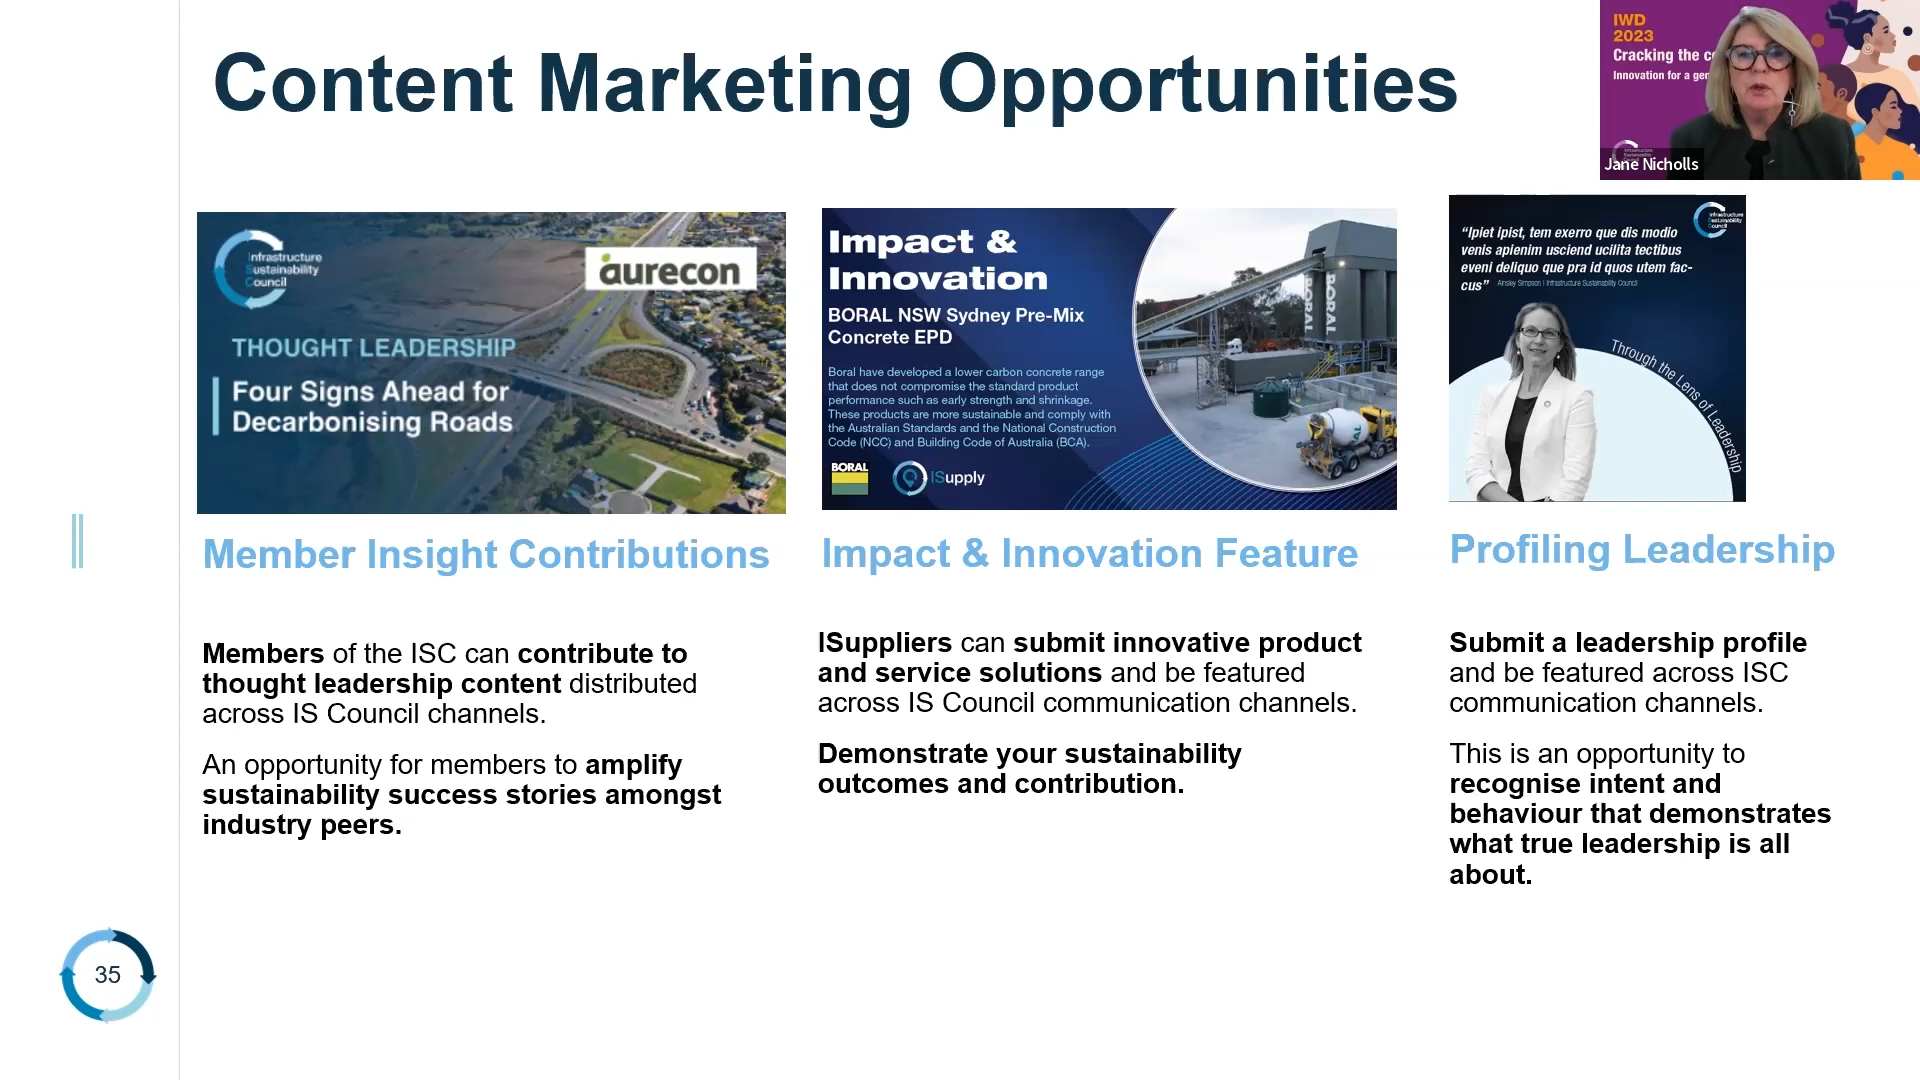 Content Marketing Opportunities
IWD
2023
Cracking the c
Innovation for a ger
Jane Nicholls
Infrastructure
Sustainability
Council
aurecon
THOUGHT LEADERSHIP
Four Signs Ahead for
Decarbonising Roads
Impact &
Innovation
BORAL NSW Sydney Pre-Mix
Concrete EPD
Boral have developed a lower carbon concrete range
that does not compromise the standard product
performance such as early strength and shrinkage.
These products are more sustainable and comply with
the Australian Standards and the National Construction
Code (NCC) and Building Code of Australia (BCA).
BORAL
ISupply
BORAL
BORAL
Infrastructure
Sustainability
Council
“Ipiet ipist, tem exerro que dis modio
venis apienim usciend ucilita tectibus
eveni deliquo que pra id quos utem fac-
cus” Ainsley Simpson | Infrastructure Sustainability Council
Through the Lens of Leadership
Member Insight Contributions
Members of the ISC can contribute to
thought leadership content distributed
across IS Council channels.
An opportunity for members to amplify
sustainability success stories amongst
industry peers.
Impact & Innovation Feature
ISuppliers can submit innovative product
and service solutions and be featured
across IS Council communication channels.
Demonstrate your sustainability
outcomes and contribution.
Profiling Leadership
Submit a leadership profile
and be featured across ISC
communication channels.
This is an opportunity to
recognise intent and
behaviour that demonstrates
what true leadership is all
about.
35